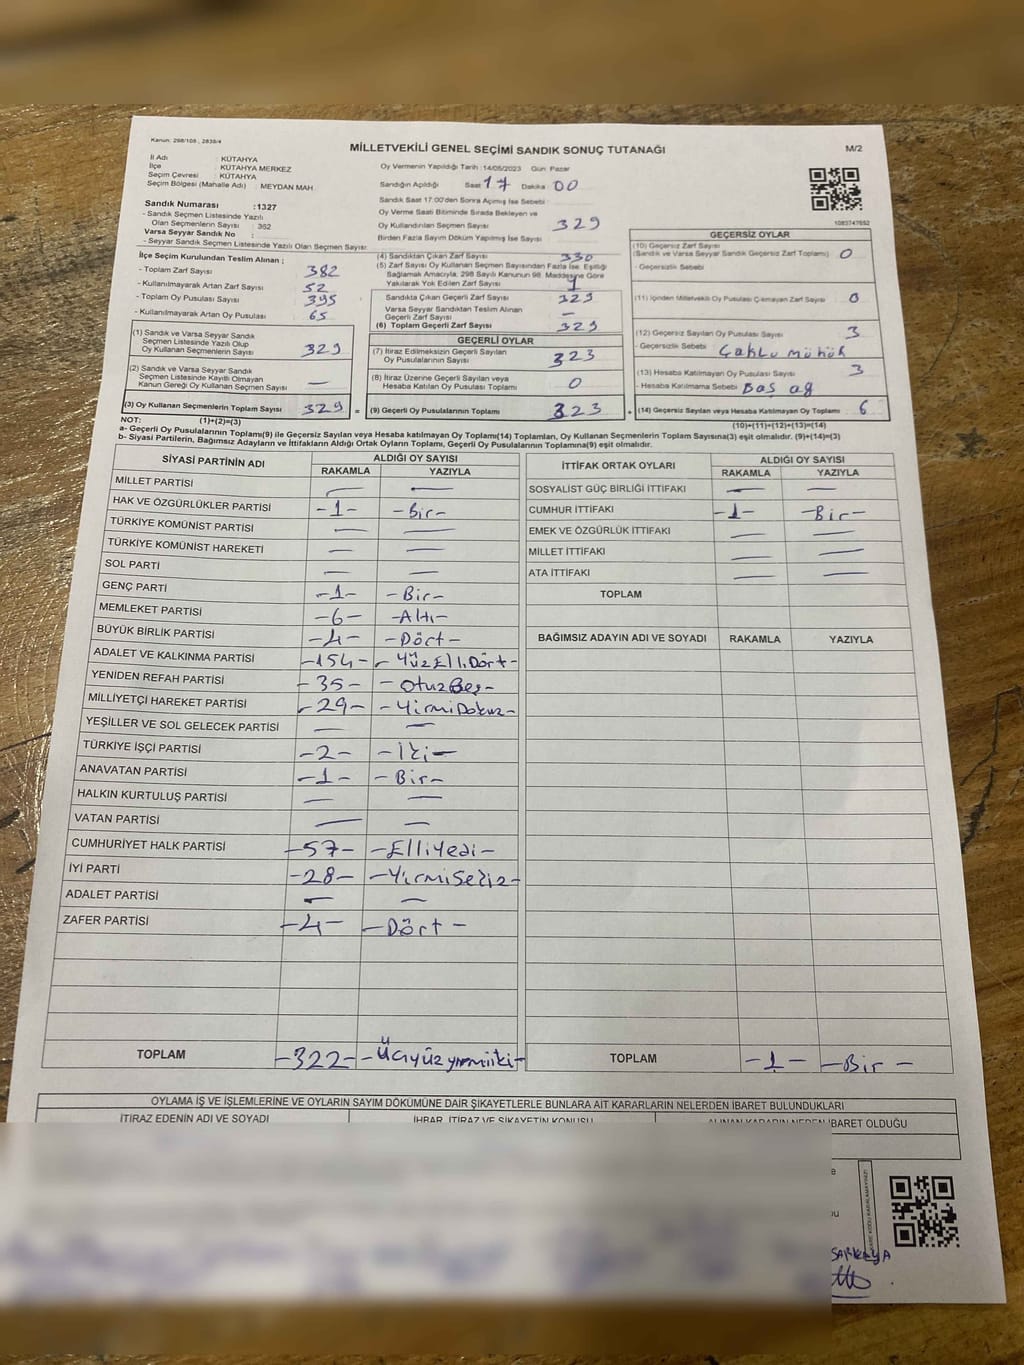 Kanun: 298/105 , 2839/4
MİLLETVEKİLİ GENEL SEÇİMİ SANDIK SONUÇ TUTANAĞI
M/2
İl Adı : KÜTAHYA
İlçe : KÜTAHYA MERKEZ
Seçim Çevresi : KÜTAHYA
Seçim Bölgesi (Mahalle Adı) : MEYDAN MAH
Sandık Numarası :1327
- Sandık Seçmen Listesinde Yazılı
Olan Seçmenlerin Sayısı : 362
Varsa Seyyar Sandık No :
- Seyyar Sandık Seçmen Listesinde Yazılı Olan Seçmen Sayısı:
Oy Vermenin Yapıldığı Tarih :14/05/2023 Gün: Pazar
Sandığın Açıldığı Saat 17 Dakika 00
Sandık Saat 17:00'den Sonra Açılmış İse Sebebi :
Oy Verme Saati Bitiminde Sırada Bekleyen ve
Oy Kullandırılan Seçmen Sayısı 329
Birden Fazla Sayım Döküm Yapılmış İse Sayısı
1083747652
İlçe Seçim Kurulundan Teslim Alınan ;
- Toplam Zarf Sayısı 382
- Kullanılmayarak Artan Zarf Sayısı 52
- Toplam Oy Pusulası Sayısı 395
- Kullanılmayarak Artan Oy Pusulası 65
(1) Sandık ve Varsa Seyyar Sandık
Seçmen Listesinde Yazılı Olup
Oy Kullanan Seçmenlerin Sayısı 329
(2) Sandık ve Varsa Seyyar Sandık
Seçmen Listesinde Kayıtlı Olmayan
Kanun Gereği Oy Kullanan Seçmen Sayısı —
(3) Oy Kullanan Seçmenlerin Toplam Sayısı 329
(1)+(2)=(3)
(4) Sandıktan Çıkan Zarf Sayısı 330
(5) Zarf Sayısı Oy Kullanan Seçmen Sayısından Fazla İse, Eşitliği
Sağlamak Amacıyla; 298 Sayılı Kanunun 98. Maddesine Göre
Yakılarak Yok Edilen Zarf Sayısı 1
Sandıkta Çıkan Geçerli Zarf Sayısı 329
Varsa Seyyar Sandıktan Teslim Alınan
Geçerli Zarf Sayısı —
(6) Toplam Geçerli Zarf Sayısı 329
GEÇERLİ OYLAR
(7) İtiraz Edilmeksizin Geçerli Sayılan
Oy Pusulalarının Sayısı 323
(8) İtiraz Üzerine Geçerli Sayılan veya
Hesaba Katılan Oy Pusulası Toplamı 0
= (9) Geçerli Oy Pusulalarının Toplamı 323
GEÇERSİZ OYLAR
(10) Geçersiz Zarf Sayısı
(Sandık ve Varsa Seyyar Sandık Geçersiz Zarf Toplamı) 0
- Geçersizlik Sebebi
(11) İçinden Milletvekili Oy Pusulası Çıkmayan Zarf Sayısı 0
(12) Geçersiz Sayılan Oy Pusulası Sayısı 3
- Geçersizlik Sebebi : Çoklu mühür
(13) Hesaba Katılmayan Oy Pusulası Sayısı 3
- Hesaba Katılmama Sebebi
+ (14) Geçersiz Sayılan veya Hesaba Katılmayan Oy Toplamı 6
(10)+(11)+(12)+(13)=(14)
NOT:
a- Geçerli Oy Pusulalarının Toplamı(9) ile Geçersiz Sayılan veya Hesaba katılmayan Oy Toplam(14) Toplamları, Oy Kullanan Seçmenlerin Toplam Sayısına(3) eşit olmalıdır. (9)+(14)=(3)
b- Siyasi Partilerin, Bağımsız Adayların ve İttifakların Aldığı Ortak Oyların Toplamı, Geçerli Oy Pusulalarının Toplamına(9) eşit olmalıdır.
SİYASİ PARTİNİN ADI ALDIĞI OY SAYISI
RAKAMLA YAZIYLA
MİLLET PARTİSİ — —
HAK VE ÖZGÜRLÜKLER PARTİSİ -1- -Bir-
TÜRKİYE KOMÜNİST PARTİSİ — —
TÜRKİYE KOMÜNİST HAREKETİ — —
SOL PARTİ — —
GENÇ PARTİ -1- -Bir-
MEMLEKET PARTİSİ -6- -Altı-
BÜYÜK BİRLİK PARTİSİ -4- -Dört-
ADALET VE KALKINMA PARTİSİ -154- - YüzElliDört-
YENİDEN REFAH PARTİSİ -35- - OtuzBeş-
MİLLİYETÇİ HAREKET PARTİSİ -29- - YirmiDokuz-
YEŞİLLER VE SOL GELECEK PARTİSİ — —
TÜRKİYE İŞÇİ PARTİSİ -2- -İki-
ANAVATAN PARTİSİ -1- - Bir-
HALKIN KURTULUŞ PARTİSİ — —
VATAN PARTİSİ — —
CUMHURİYET HALK PARTİSİ -57- -ElliYedi-
İYİ PARTİ -28- -YirmiSekiz-
ADALET PARTİSİ — —
ZAFER PARTİSİ -4- -Dört -
TOPLAM -322- -Üçyüzyirmiiki-
İTTİFAK ORTAK OYLARI ALDIĞI OY SAYISI
RAKAMLA YAZIYLA
SOSYALİST GÜÇ BİRLİĞİ İTTİFAKI — —
CUMHUR İTTİFAKI -1- -Bir-
EMEK VE ÖZGÜRLÜK İTTİFAKI — —
MİLLET İTTİFAKI — —
ATA İTTİFAKI — —
TOPLAM
BAĞIMSIZ ADAYIN ADI VE SOYADI RAKAMLA YAZIYLA
TOPLAM -1- -Bir -
OYLAMA İŞ VE İŞLEMLERİNE VE OYLARIN SAYIM DÖKÜMÜNE DAİR ŞİKAYETLERLE BUNLARA AİT KARARLARIN NELERDEN İBARET BULUNDUKLARI
İTİRAZ EDENİN ADI VE SOYADI İHBAR, İTİRAZ VE ŞİKAYETİN KONUSU ALINAN KARARIN NEDEN İBARET OLDUĞU